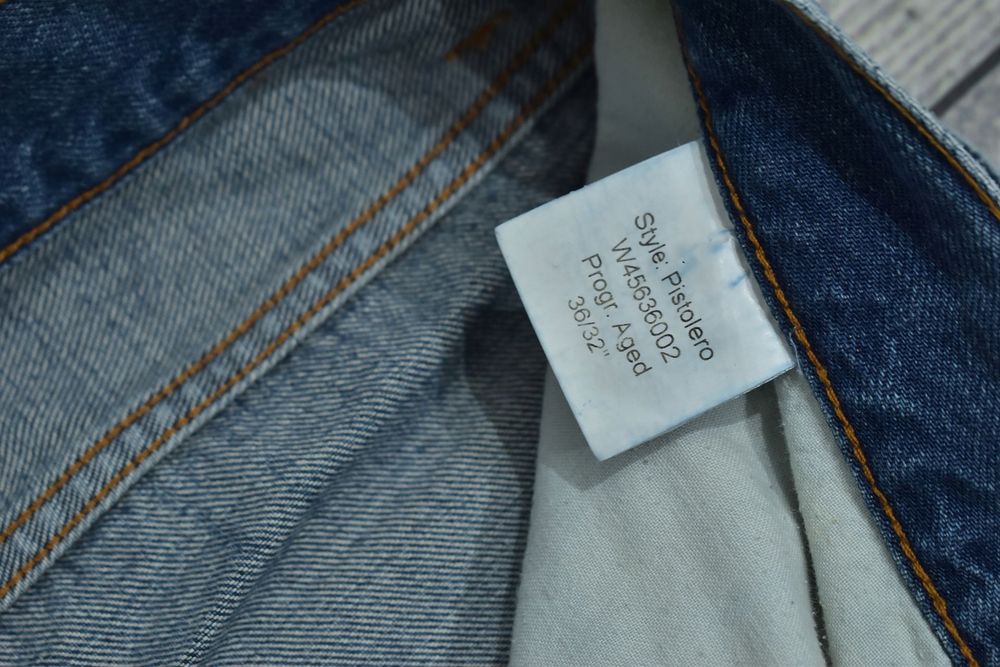 Style: Pistolero
W45636002
Progr. Aged
36/32"